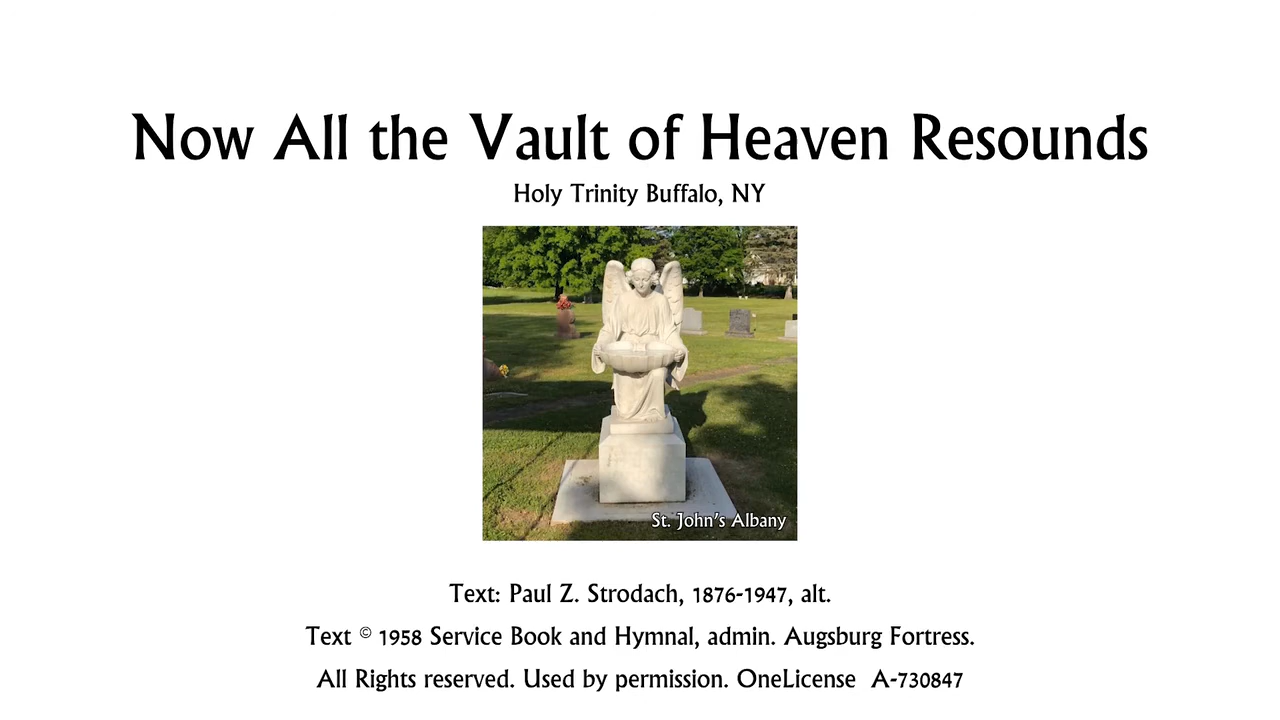 Now All the Vault of Heaven Resounds
Holy Trinity Buffalo, NY
St. John's Albany
Text: Paul Z. Strodach, 1876-1947, alt.
Text © 1958 Service Book and Hymnal, admin. Augsburg Fortress.
All Rights reserved. Used by permission. OneLicense  A-730847